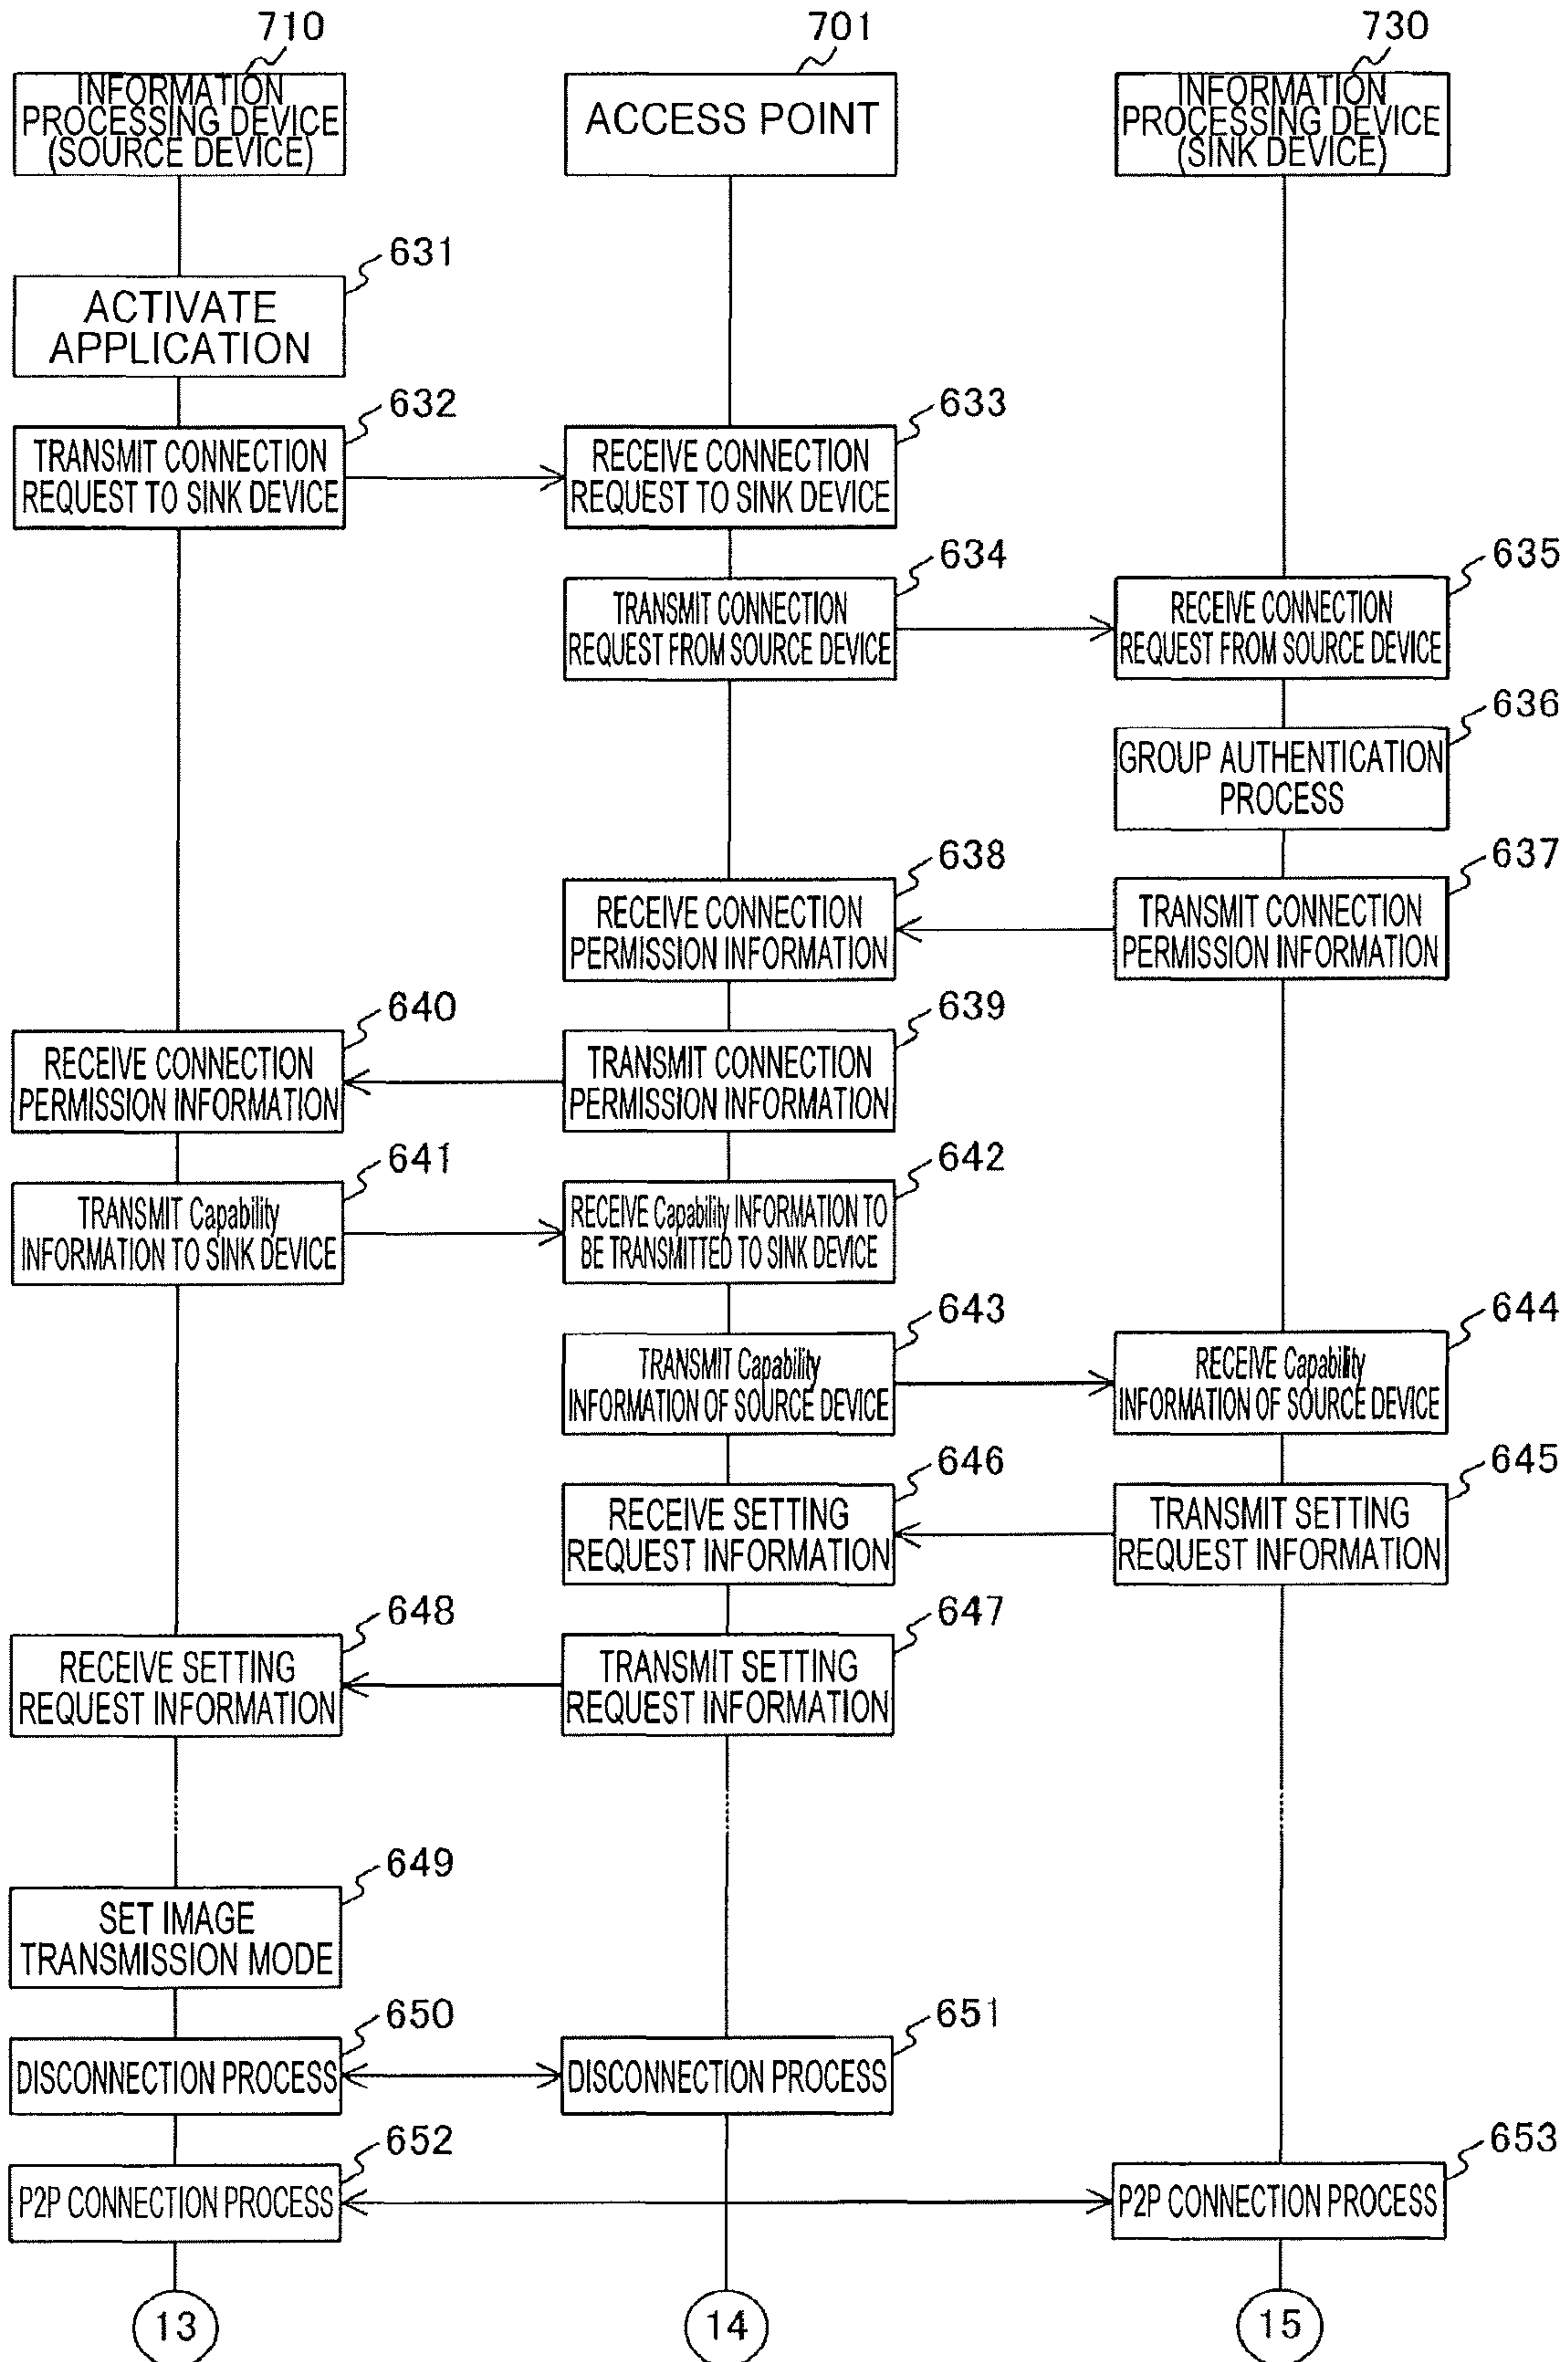 710
701
730
INFORMATION
PROCESSING DEVICE
(SOURCE DEVICE)
ACCESS POINT
INFORMATION
PROCESSING DEVICE
(SINK DEVICE)
631
ACTIVATE
APPLICATION
632
TRANSMIT CONNECTION
REQUEST TO SINK DEVICE
633
RECEIVE CONNECTION
REQUEST TO SINK DEVICE
634
TRANSMIT CONNECTION
REQUEST FROM SOURCE DEVICE
635
RECEIVE CONNECTION
REQUEST FROM SOURCE DEVICE
636
GROUP AUTHENTICATION
PROCESS
637
TRANSMIT CONNECTION
PERMISSION INFORMATION
638
RECEIVE CONNECTION
PERMISSION INFORMATION
639
TRANSMIT CONNECTION
PERMISSION INFORMATION
640
RECEIVE CONNECTION
PERMISSION INFORMATION
641
TRANSMIT Capability
INFORMATION TO SINK DEVICE
642
RECEIVE Capability INFORMATION TO
BE TRANSMITTED TO SINK DEVICE
643
TRANSMIT Capability
INFORMATION OF SOURCE DEVICE
644
RECEIVE Capability
INFORMATION OF SOURCE DEVICE
645
TRANSMIT SETTING
REQUEST INFORMATION
646
RECEIVE SETTING
REQUEST INFORMATION
647
TRANSMIT SETTING
REQUEST INFORMATION
648
RECEIVE SETTING
REQUEST INFORMATION
649
SET IMAGE
TRANSMISSION MODE
650
DISCONNECTION PROCESS
651
DISCONNECTION PROCESS
652
P2P CONNECTION PROCESS
653
P2P CONNECTION PROCESS
13
14
15